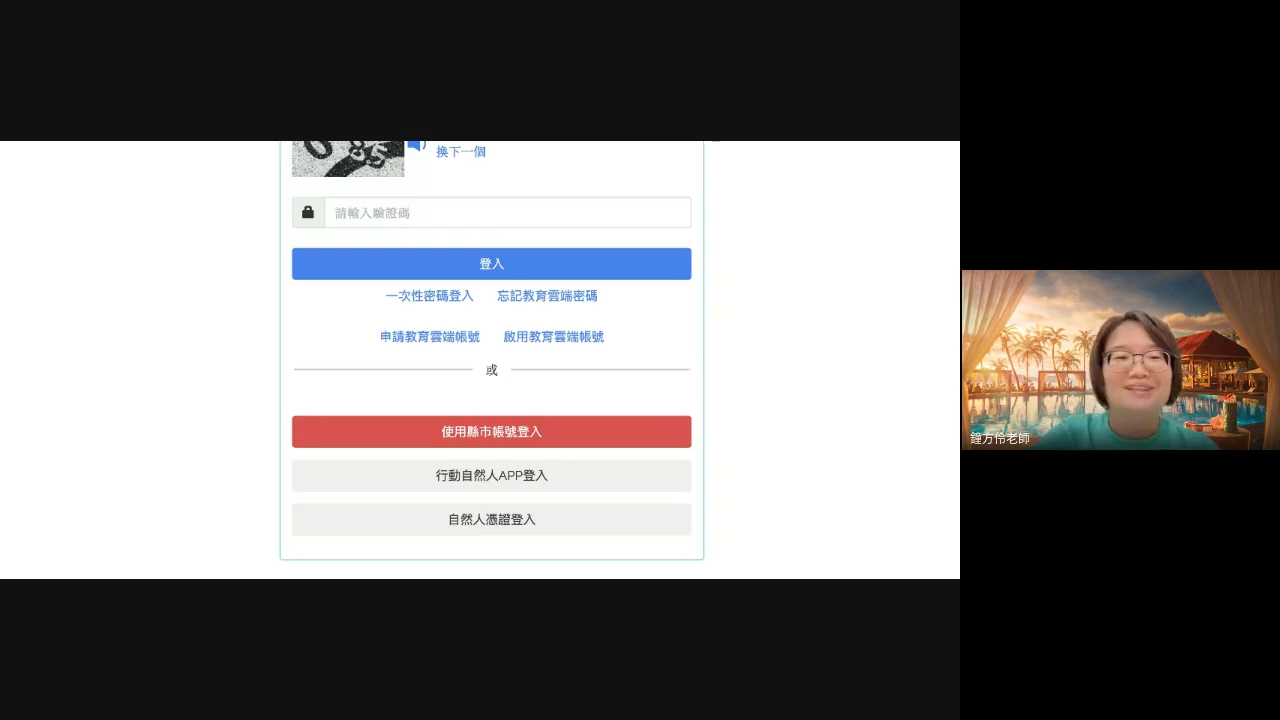 換下一個
請輸入驗證碼
登入
一次性密碼登入 忘記教育雲端密碼
申請教育雲端帳號 啟用教育雲端帳號
或
使用縣市帳號登入
行動自然人APP登入
自然人憑證登入
鐘方伶老師